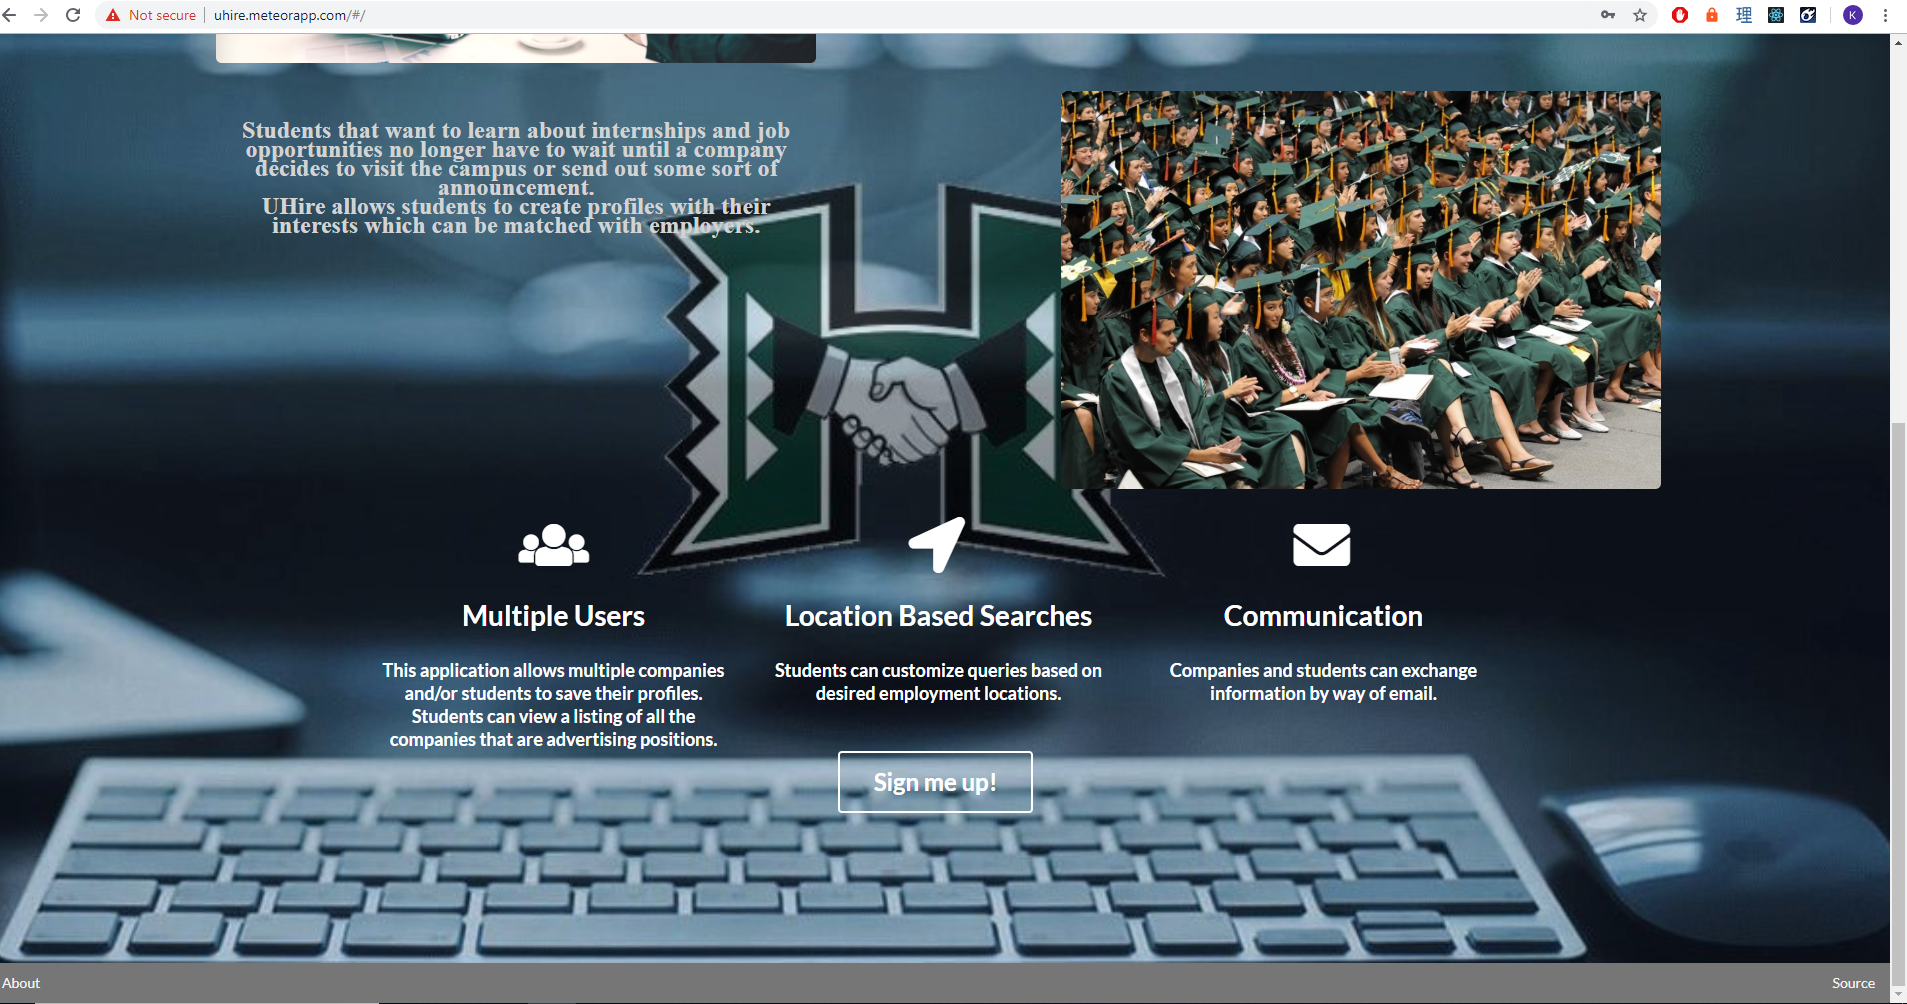 Not secure
uhire.meteorapp.com/#/
理
K
Students that want to learn about internships and job
opportunities no longer have to wait until a company
decides to visit the campus or send out some sort of
announcement.
UHire allows students to create profiles with their
interests which can be matched with employers.
H
Multiple Users
Location Based Searches
Communication
This application allows multiple companies
and/or students to save their profiles.
Students can view a listing of all the
companies that are advertising positions.
Students can customize queries based on
desired employment locations.
Companies and students can exchange
information by way of email.
Sign me up!
About
Source